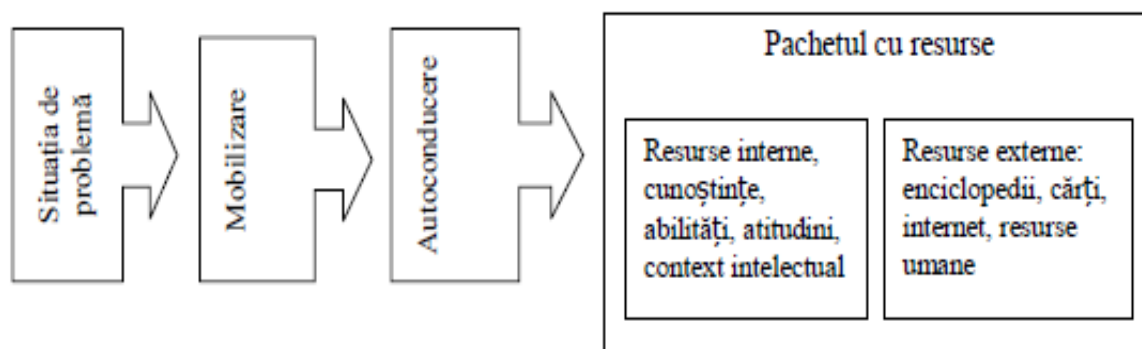 Situația de
problemă
Mobilizare
Autoconducere
Pachetul cu resurse
Resurse interne,
cunoștințe,
abilități, atitudini,
context intelectual
Resurse externe:
enciclopedii, cărți,
internet, resurse
umane